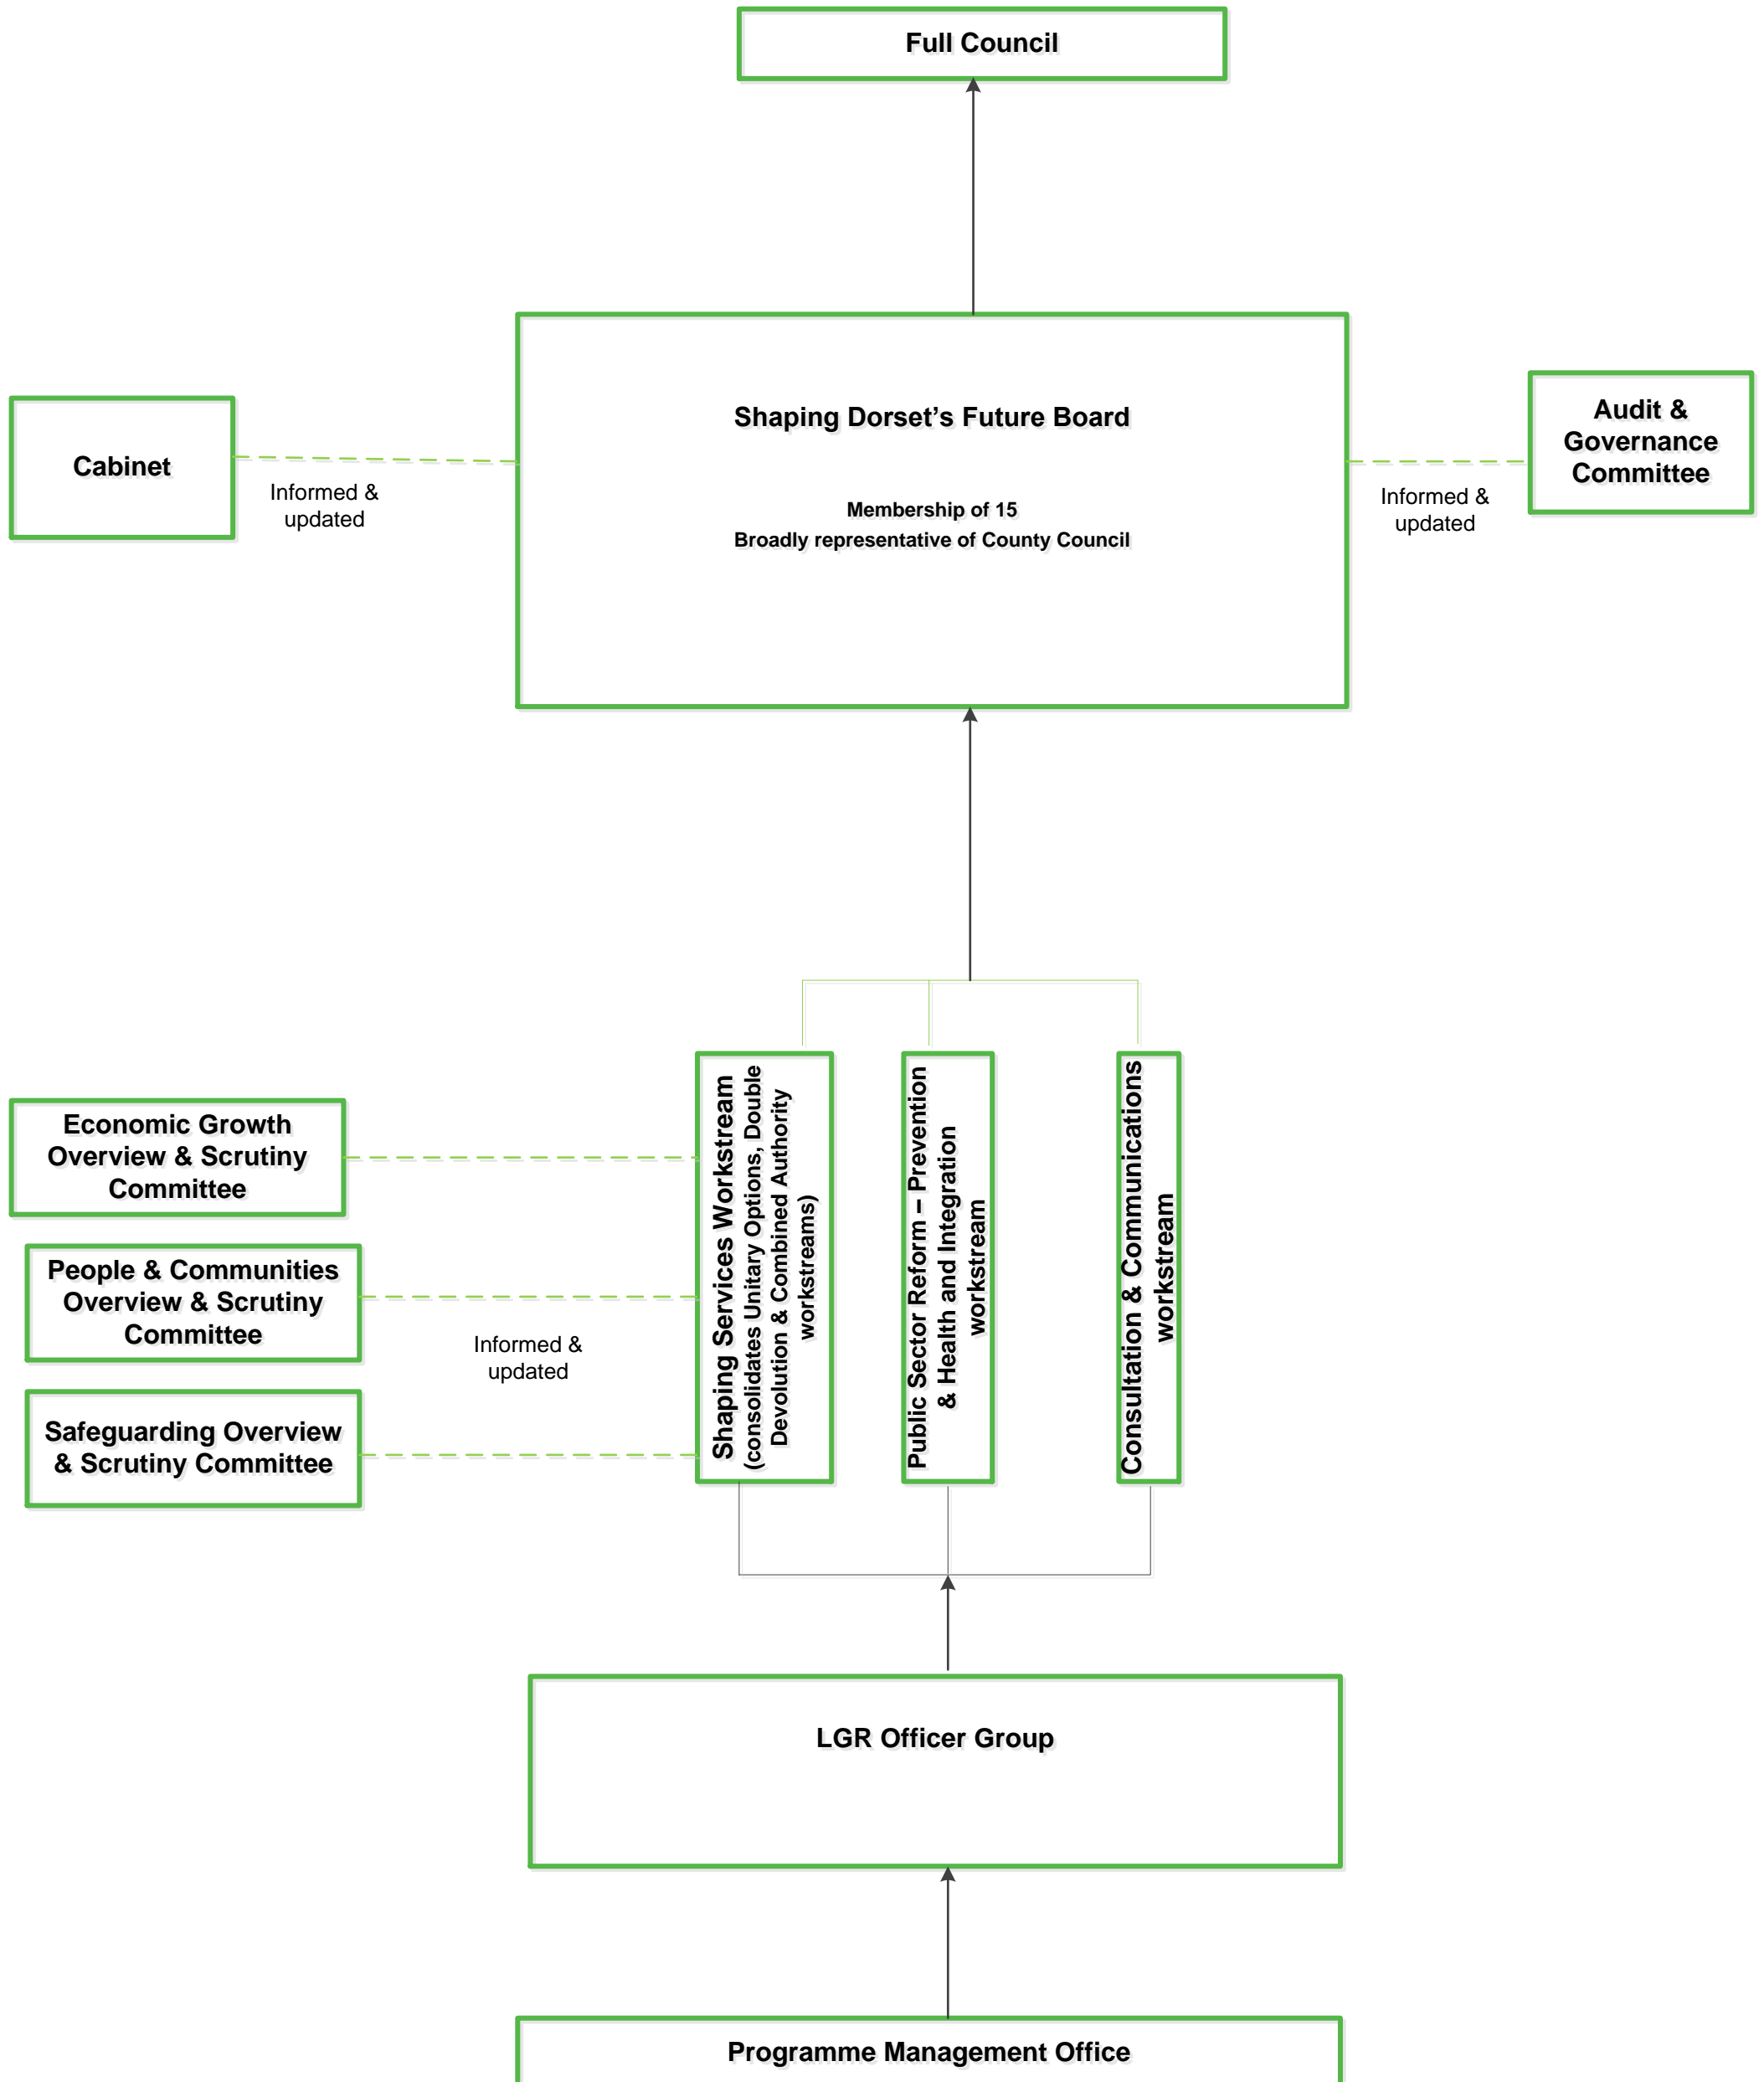 Full Council
Shaping Dorset’s Future Board
Membership of 15
Broadly representative of County Council
Cabinet
Informed &
updated
Audit &
Governance
Committee
Informed &
updated
Economic Growth
Overview & Scrutiny
Committee
People & Communities
Overview & Scrutiny
Committee
Safeguarding Overview
& Scrutiny Committee
Informed &
updated
Shaping Services Workstream
(consolidates Unitary Options, Double
Devolution & Combined Authority
workstreams)
Public Sector Reform – Prevention
& Health and Integration
workstream
Consultation & Communications
workstream
LGR Officer Group
Programme Management Office